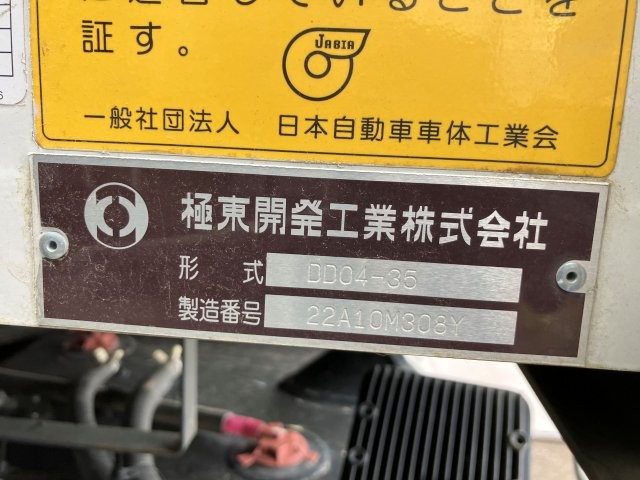 証す。
JABIA
一般社団法人 日本自動車車体工業会
極東開発工業株式会社
形式 DD04-35
製造番号 22A10M308Y